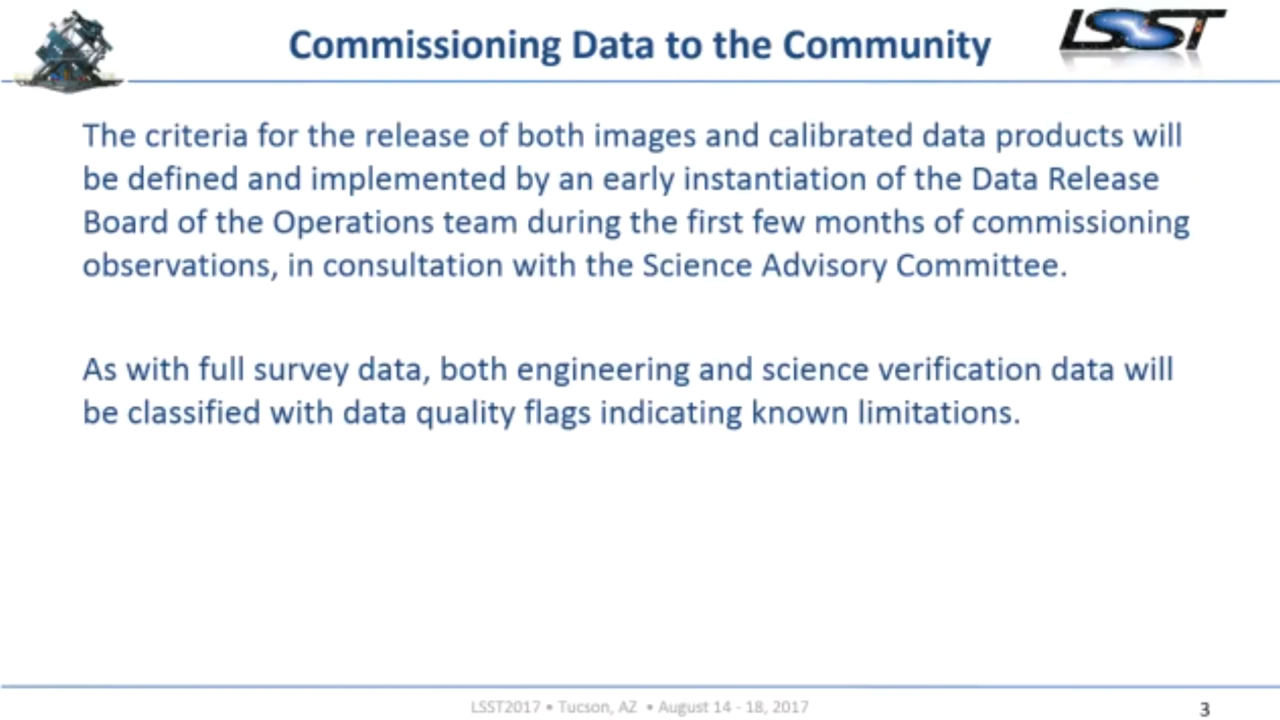 Commissioning Data to the Community
LSST
The criteria for the release of both images and calibrated data products will
be defined and implemented by an early instantiation of the Data Release
Board of the Operations team during the first few months of commissioning
observations, in consultation with the Science Advisory Committee.
As with full survey data, both engineering and science verification data will
be classified with data quality flags indicating known limitations.
LSST2017 • Tucson, AZ • August 14 - 18, 2017
3